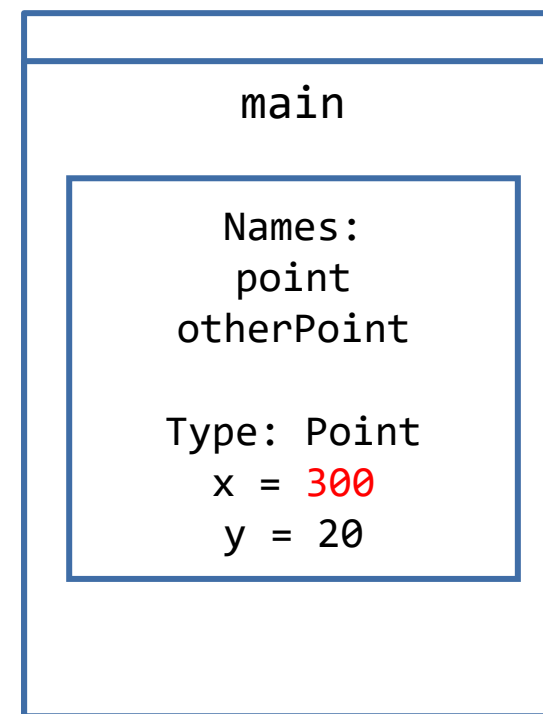 main
Names:
point
otherPoint
Type: Point
x = 300
y = 20